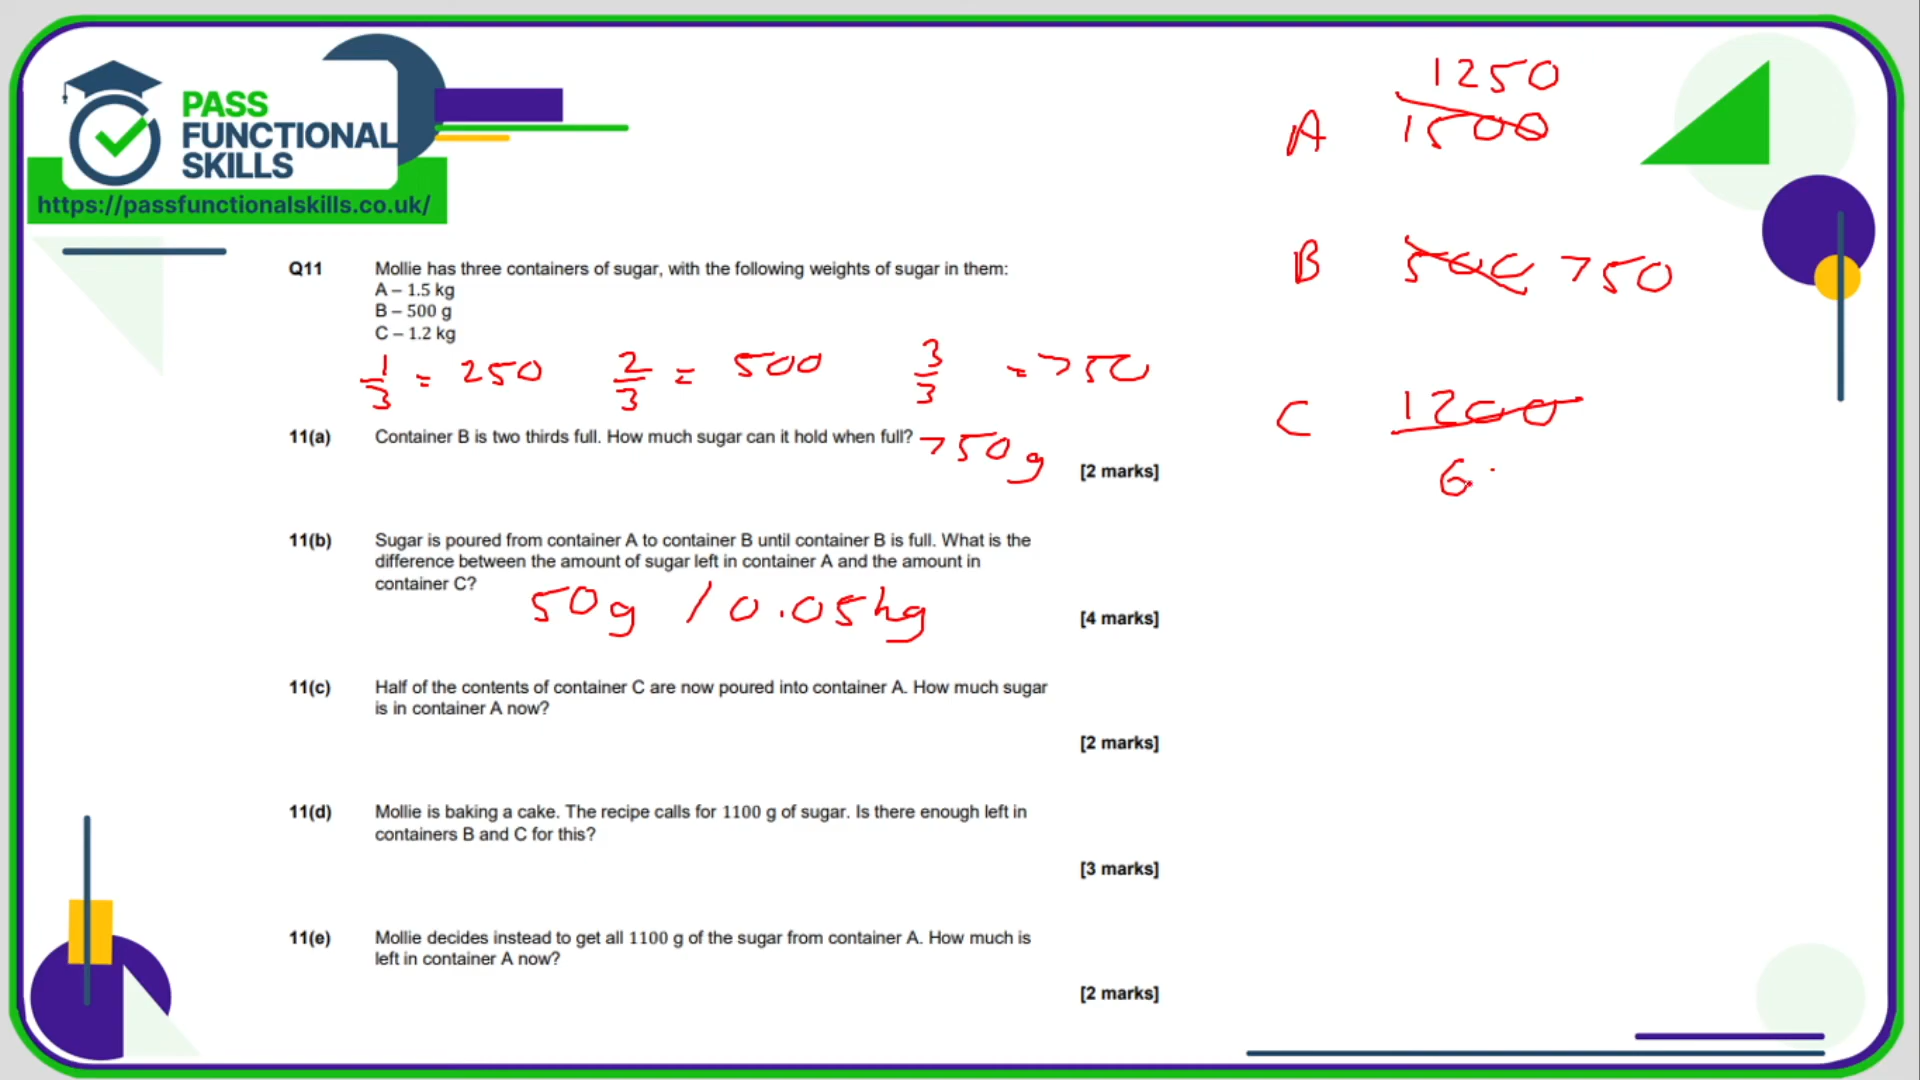 PASS
FUNCTIONAL
SKILLS
https://passfunctionalskills.co.uk/
1250
A 1500
B 500 750
C 1200
6
Q11 Mollie has three containers of sugar, with the following weights of sugar in them:
A – 1.5 kg
B – 500 g
C – 1.2 kg
1/3 = 250 2/3 = 500 3/3 = 750
11(a) Container B is two thirds full. How much sugar can it hold when full? 750g
[2 marks]
11(b) Sugar is poured from container A to container B until container B is full. What is the
difference between the amount of sugar left in container A and the amount in
container C?
50g / 0.05kg
[4 marks]
11(c) Half of the contents of container C are now poured into container A. How much sugar
is in container A now?
[2 marks]
11(d) Mollie is baking a cake. The recipe calls for 1100 g of sugar. Is there enough left in
containers B and C for this?
[3 marks]
11(e) Mollie decides instead to get all 1100 g of the sugar from container A. How much is
left in container A now?
[2 marks]